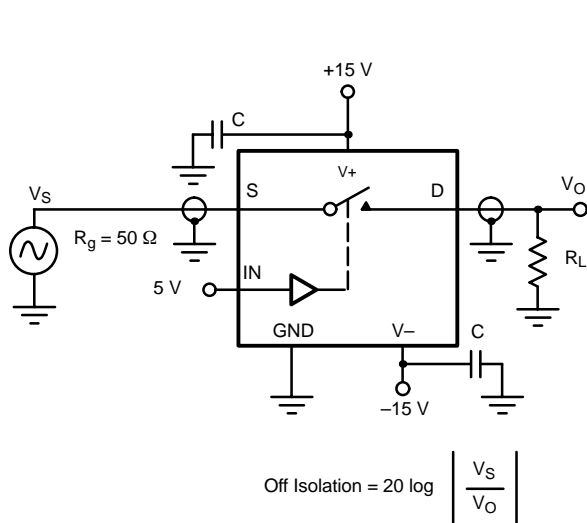 +15 V
C
V+
VS
S
D
VO
Rg = 50 Ω
RL
IN
5 V
GND
V–
C
–15 V
Off Isolation = 20 log | VS / VO |